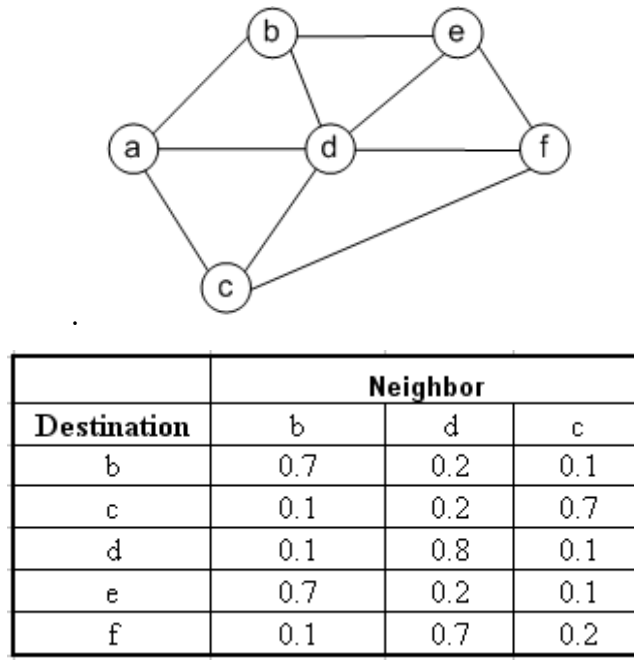 b e
a d f
c
.
Neighbor
Destination b d c
b 0.7 0.2 0.1
c 0.1 0.2 0.7
d 0.1 0.8 0.1
e 0.7 0.2 0.1
f 0.1 0.7 0.2